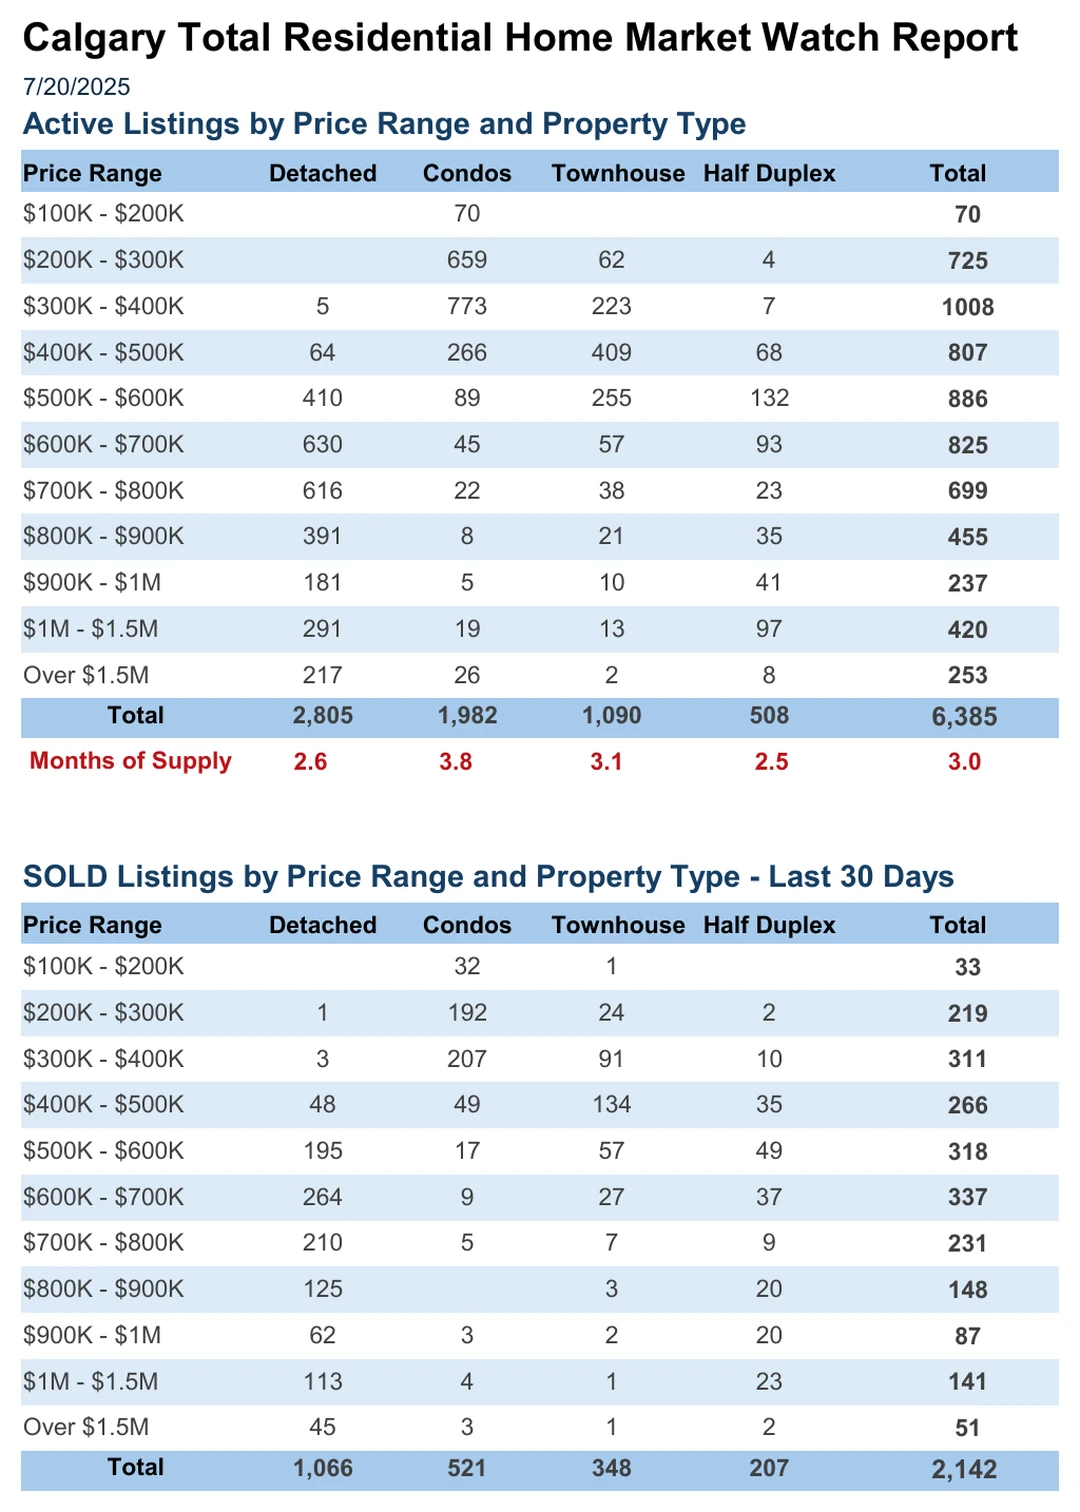 Calgary Total Residential Home Market Watch Report
7/20/2025
Active Listings by Price Range and Property Type
Price Range Detached Condos Townhouse Half Duplex Total
$100K - $200K 70 70
$200K - $300K 659 62 4 725
$300K - $400K 5 773 223 7 1008
$400K - $500K 64 266 409 68 807
$500K - $600K 410 89 255 132 886
$600K - $700K 630 45 57 93 825
$700K - $800K 616 22 38 23 699
$800K - $900K 391 8 21 35 455
$900K - $1M 181 5 10 41 237
$1M - $1.5M 291 19 13 97 420
Over $1.5M 217 26 2 8 253
Total 2,805 1,982 1,090 508 6,385
Months of Supply 2.6 3.8 3.1 2.5 3.0
SOLD Listings by Price Range and Property Type - Last 30 Days
Price Range Detached Condos Townhouse Half Duplex Total
$100K - $200K 32 1 33
$200K - $300K 1 192 24 2 219
$300K - $400K 3 207 91 10 311
$400K - $500K 48 49 134 35 266
$500K - $600K 195 17 57 49 318
$600K - $700K 264 9 27 37 337
$700K - $800K 210 5 7 9 231
$800K - $900K 125 3 20 148
$900K - $1M 62 3 2 20 87
$1M - $1.5M 113 4 1 23 141
Over $1.5M 45 3 1 2 51
Total 1,066 521 348 207 2,142